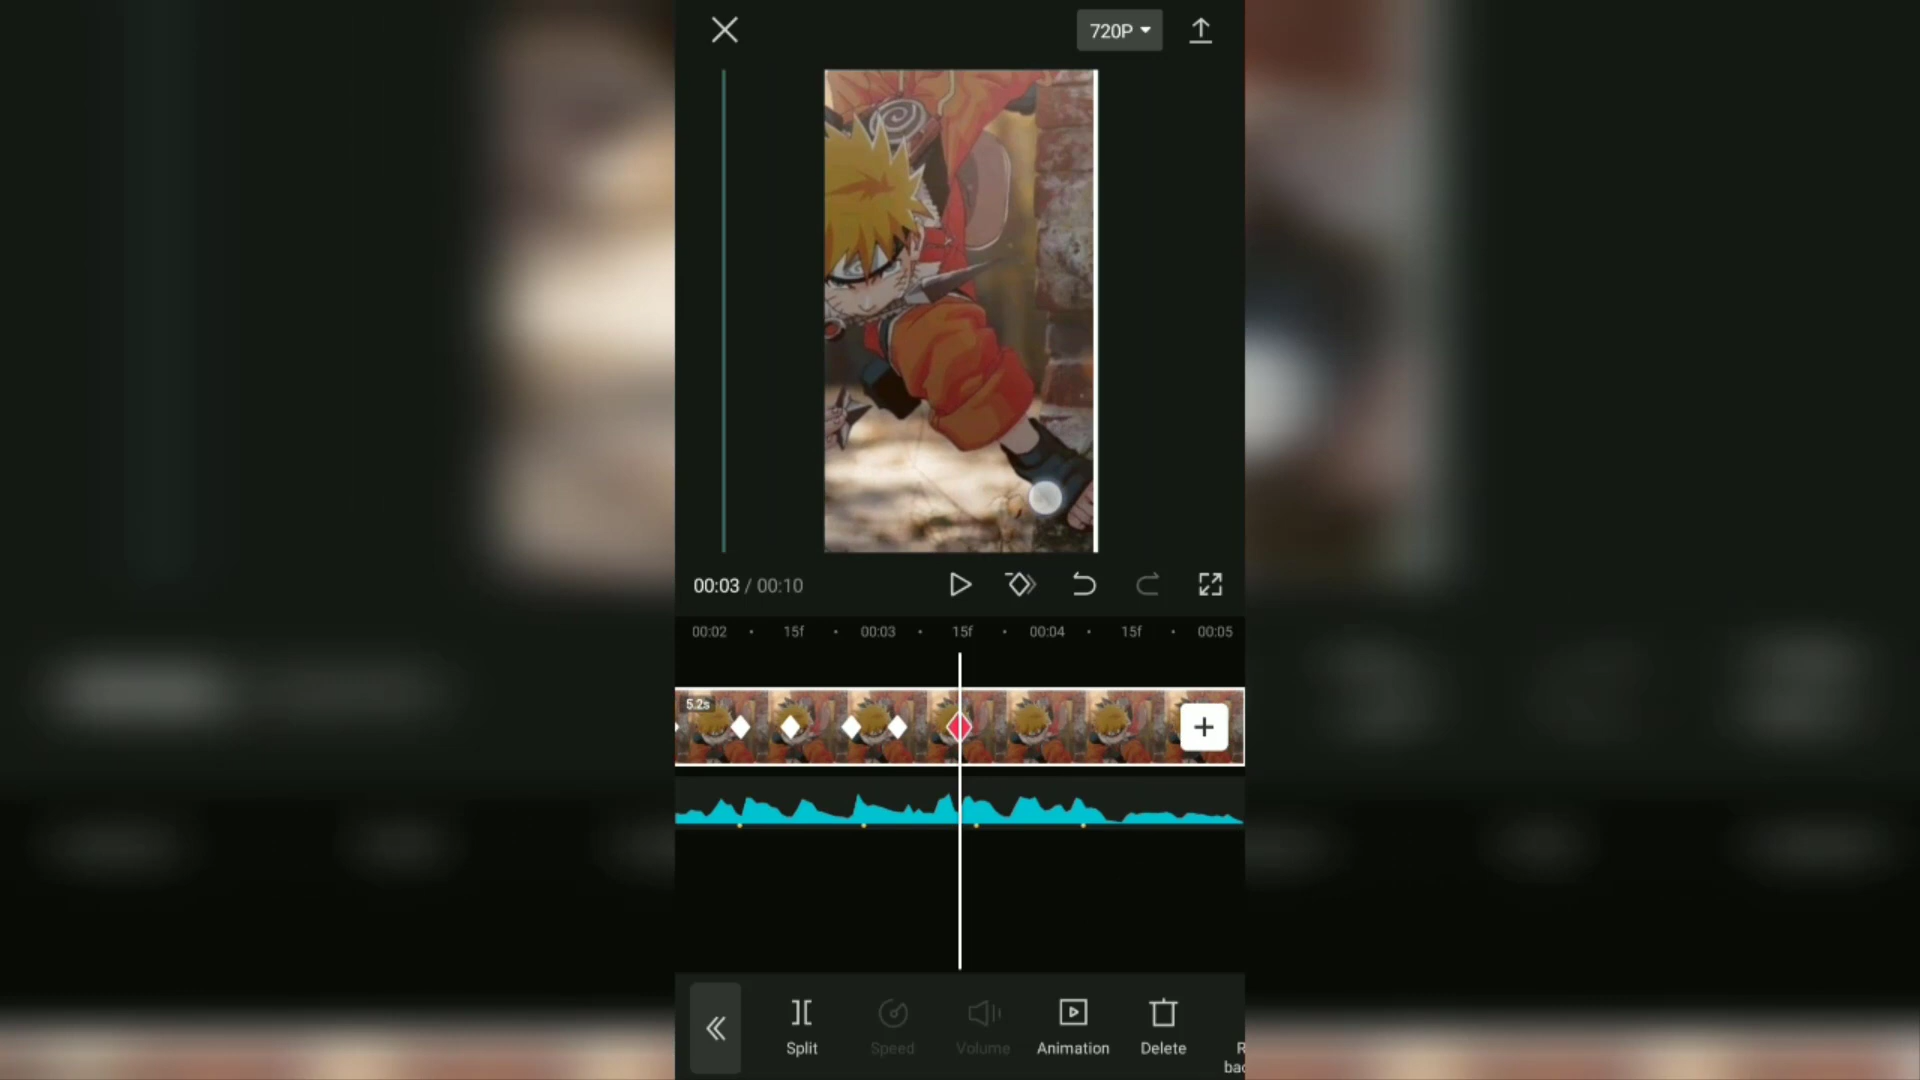 720P
00:03 / 00:10
00:02 15f 00:03 15f 00:04 15f 00:05
5.2s
Split Speed Volume Animation Delete R
bac